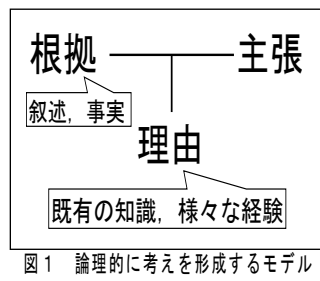 根拠 主張
叙述，事実
理由
既有の知識，様々な経験
図１ 論理的に考えを形成するモデル